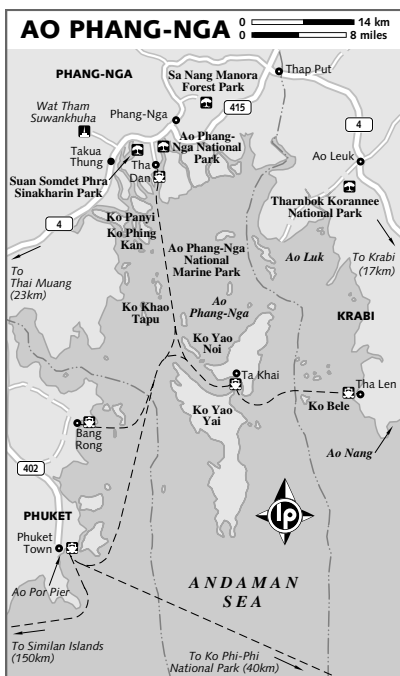 AO PHANG-NGA
0 14 km
0 8 miles
PHANG-NGA
Sa Nang Manora
Forest Park
Thap Put
Wat Tham
Suwankhuha
Phang-Nga
415
4
Takua
Thung
Ao Phang-
Nga National
Park
Ao Leuk
Tha
Dan
Suan Somdet Phra
Sinakharin Park
Tharnbok Korannee
National Park
4
Ko Panyi
Ko Phing
Kan
Ao Phang-Nga
National
Marine Park
Ao Luk
To
Thai Muang
(23km)
To Krabi
(17km)
Ko Khao
Tapu
Ao
Phang-Nga
KRABI
Ko Yao
Noi
Ta Khai
Tha Len
Ko Yao
Yai
Ko Bele
Bang
Rong
Ao Nang
402
PHUKET
lp
Phuket
Town
Ao Por Pier
ANDAMAN
SEA
To Similan Islands
(150km)
To Ko Phi-Phi
National Park (40km)